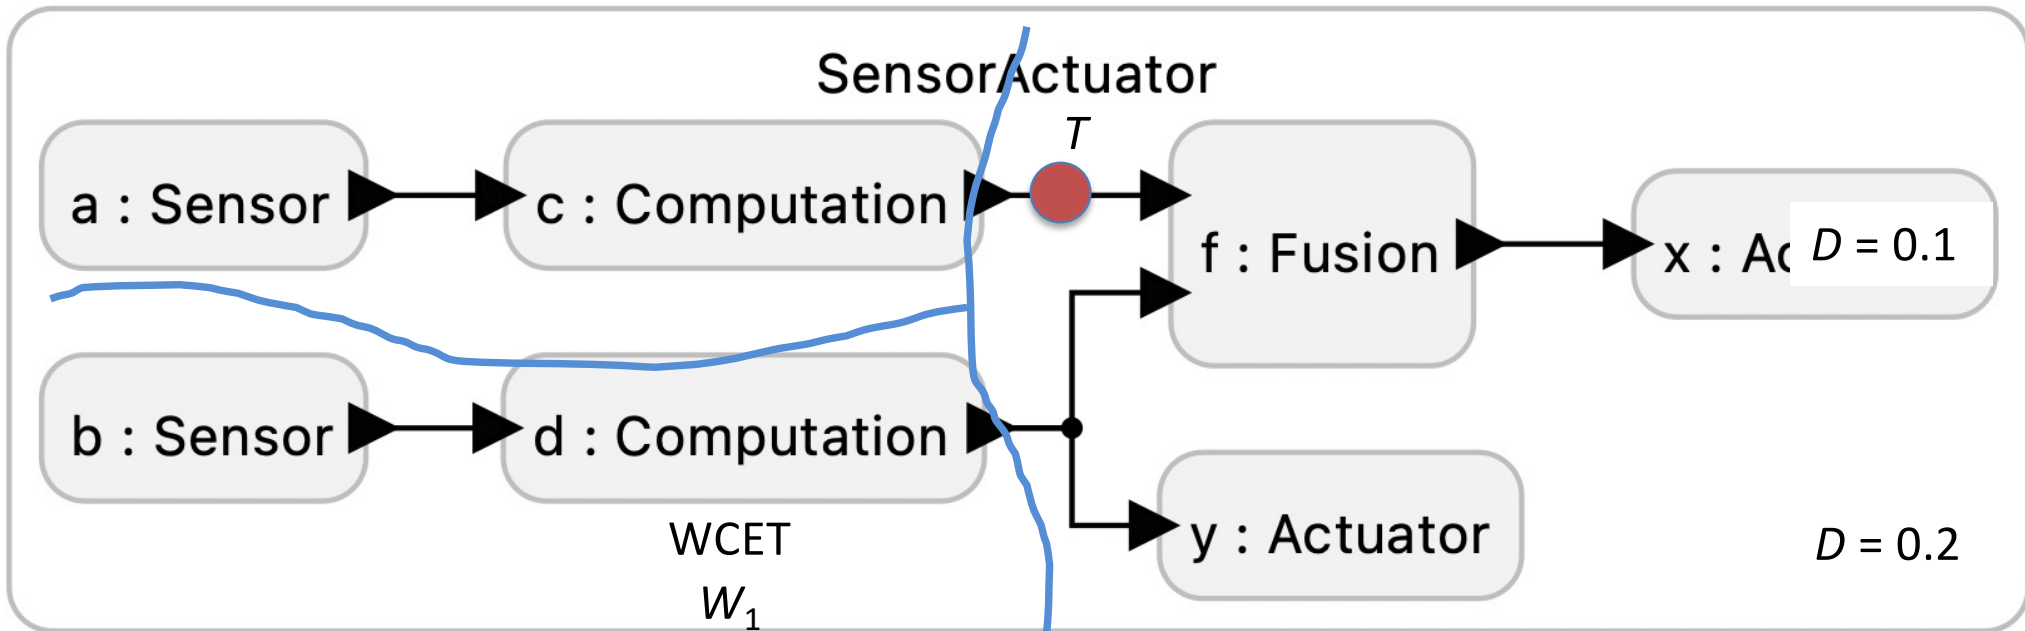 SensorActuator
T
a : Sensor
c : Computation
f : Fusion
x : Ac
D = 0.1
b : Sensor
d : Computation
y : Actuator
WCET
W₁
D = 0.2